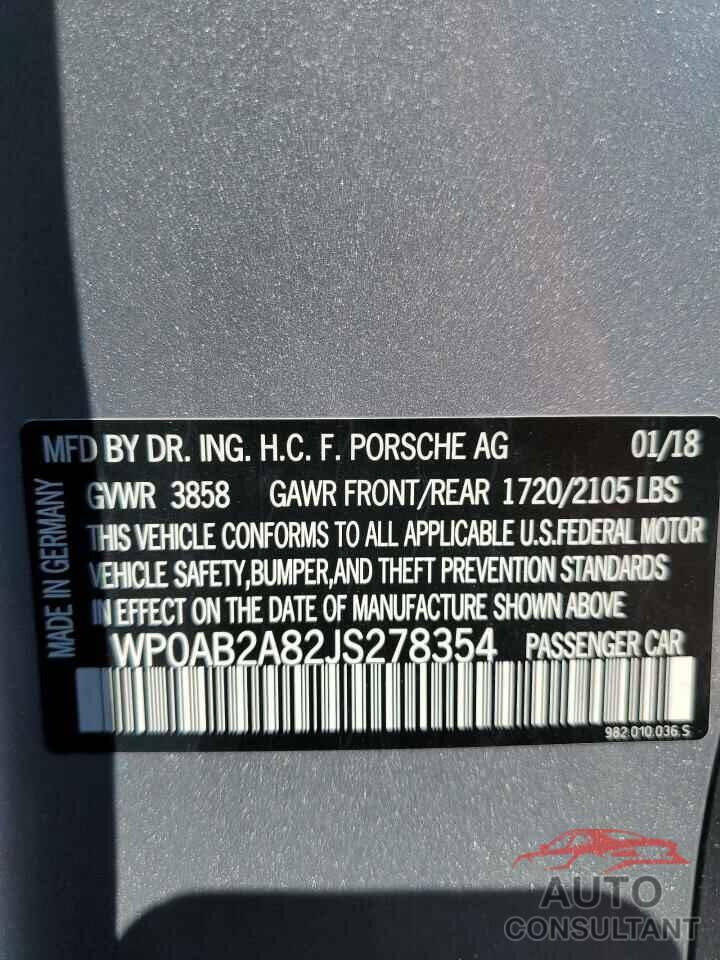 MFD BY DR. ING. H.C. F. PORSCHE AG 01/18
GVWR 3858 GAWR FRONT/REAR 1720/2105 LBS
THIS VEHICLE CONFORMS TO ALL APPLICABLE U.S.FEDERAL MOTOR
VEHICLE SAFETY,BUMPER,AND THEFT PREVENTION STANDARDS
IN EFFECT ON THE DATE OF MANUFACTURE SHOWN ABOVE
WP0AB2A82JS278354 PASSENGER CAR
982.010.036.S
MADE IN GERMANY
AUTO
CONSULTANT